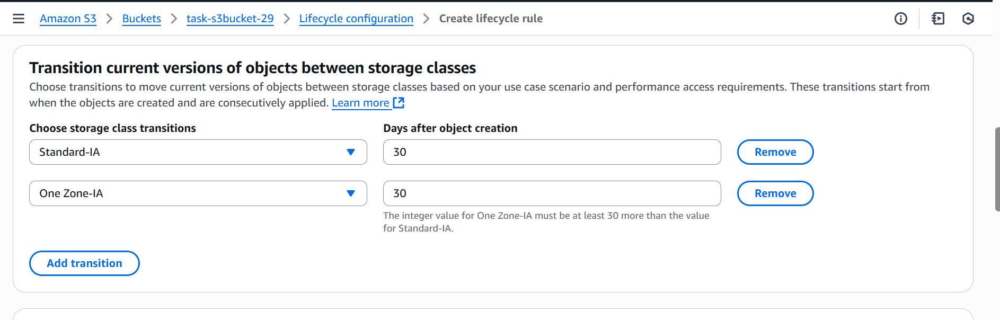 Amazon S3 > Buckets > task-s3bucket-29 > Lifecycle configuration > Create lifecycle rule
Transition current versions of objects between storage classes
Choose transitions to move current versions of objects between storage classes based on your use case scenario and performance access requirements. These transitions start from
when the objects are created and are consecutively applied. Learn more
Choose storage class transitions
Days after object creation
Standard-IA
30
Remove
One Zone-IA
30
Remove
The integer value for One Zone-IA must be at least 30 more than the value
for Standard-IA.
Add transition